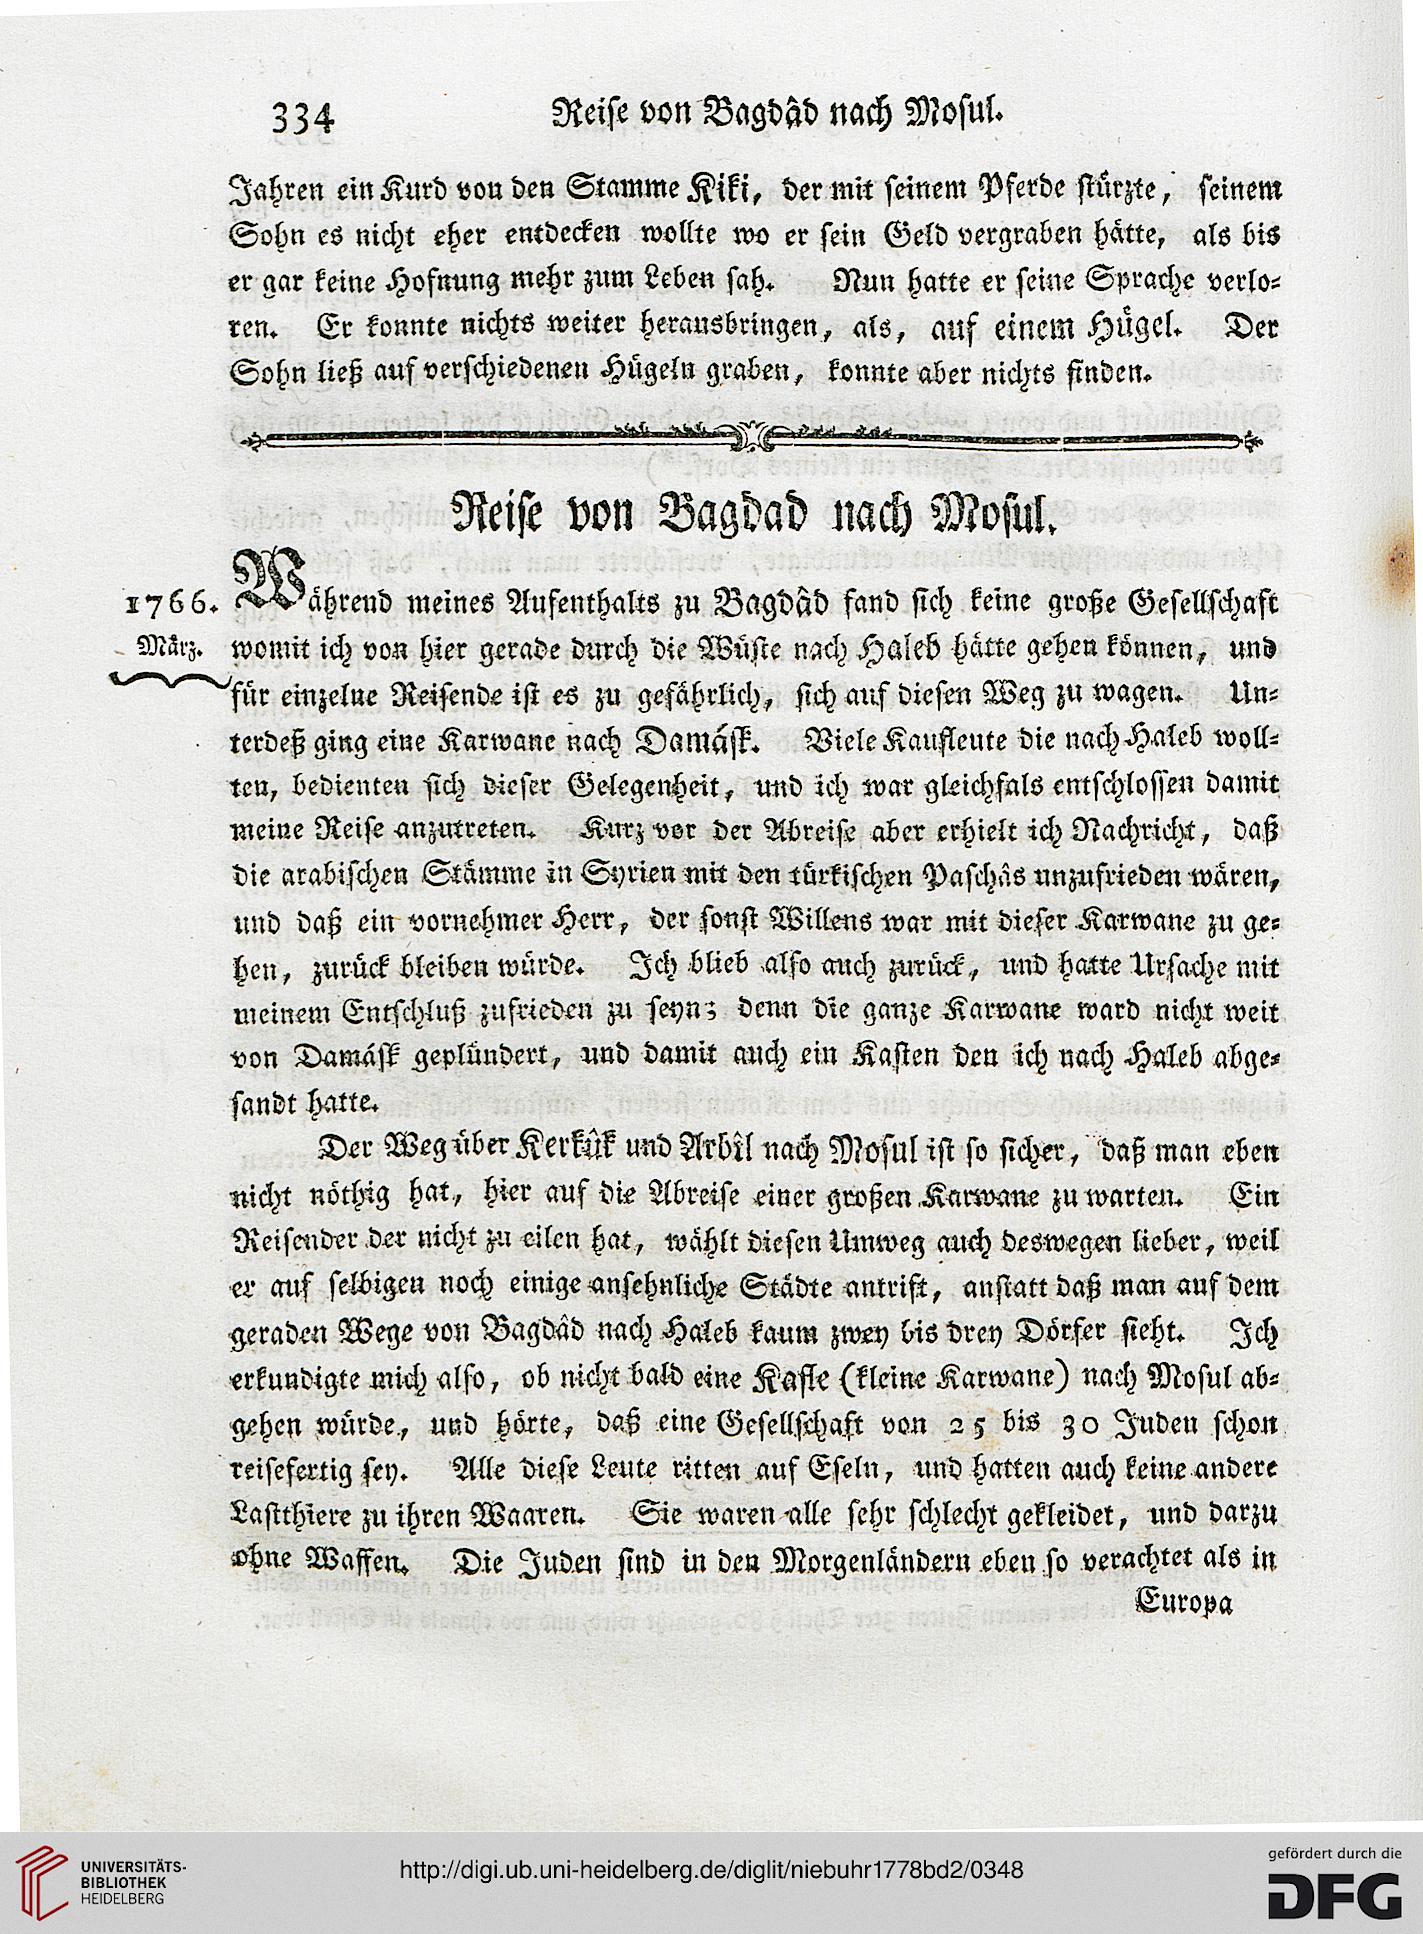 334 Reise von Bagdâd nach Mosul.
Jahren ein Kurd von den Stamme Kiki, der mit seinem Pferde stürzte, seinem
Sohn es nicht eher entdecken wollte wo er sein Geld vergraben hätte, als bis
er gar keine Hofnung mehr zum Leben sah. Nun hatte er seine Sprache verlo-
ren. Er konnte nichts weiter herausbringen, als, auf einem Hügel. Der
Sohn ließ auf verschiedenen Hügeln graben, konnte aber nichts finden.
Reise von Bagdad nach Mosul.
1766. Während meines Aufenthalts zu Bagdâd fand sich keine große Gesellschaft
März. womit ich von hier gerade durch die Wüste nach Haleb hätte gehen können, und
für einzelne Reisende ist es zu gefährlich, sich auf diesen Weg zu wagen. Un-
terdeß ging eine Karwane nach Damásk. Viele Kaufleute die nach Haleb woll-
ten, bedienten sich dieser Gelegenheit, und ich war gleichfals entschlossen damit
meine Reise anzutreten. Kurz vor der Abreise aber erhielt ich Nachricht, daß
die arabischen Stämme in Syrien mit den türkischen Paschâs unzufrieden wären,
und daß ein vornehmer Herr, der sonst Willens war mit dieser Karwane zu ge-
hen, zurück bleiben würde. Ich blieb also auch zurück, und hatte Ursache mit
meinem Entschluß zufrieden zu seyn; denn die ganze Karwane ward nicht weit
von Damásk geplündert, und damit auch ein Kasten den ich nach Haleb abge-
sandt hatte.
Der Weg über Kerkûk und Arbîl nach Mosul ist so sicher, daß man eben
nicht nöthig hat, hier auf die Abreise einer großen Karwane zu warten. Ein
Reisender der nicht zu eilen hat, wählt diesen Umweg auch deswegen lieber, weil
er auf selbigen noch einige ansehnliche Städte antrift, anstatt daß man auf dem
geraden Wege von Bagdâd nach Haleb kaum zwey bis drey Dörfer sieht. Ich
erkundigte mich also, ob nicht bald eine Kafle (kleine Karwane) nach Mosul ab-
gehen würde, und hörte, daß eine Gesellschaft von 25 bis 30 Juden schon
reisefertig sey. Alle diese Leute ritten auf Eseln, und hatten auch keine andere
Lastthiere zu ihren Waaren. Sie waren alle sehr schlecht gekleidet, und darzu
ohne Waffen. Die Juden sind in den Morgenländern eben so verachtet als in
Europa
UNIVERSITÄTS-
BIBLIOTHEK
HEIDELBERG
http://digi.ub.uni-heidelberg.de/diglit/niebuhr1778bd2/0348
gefördert durch die
DFG